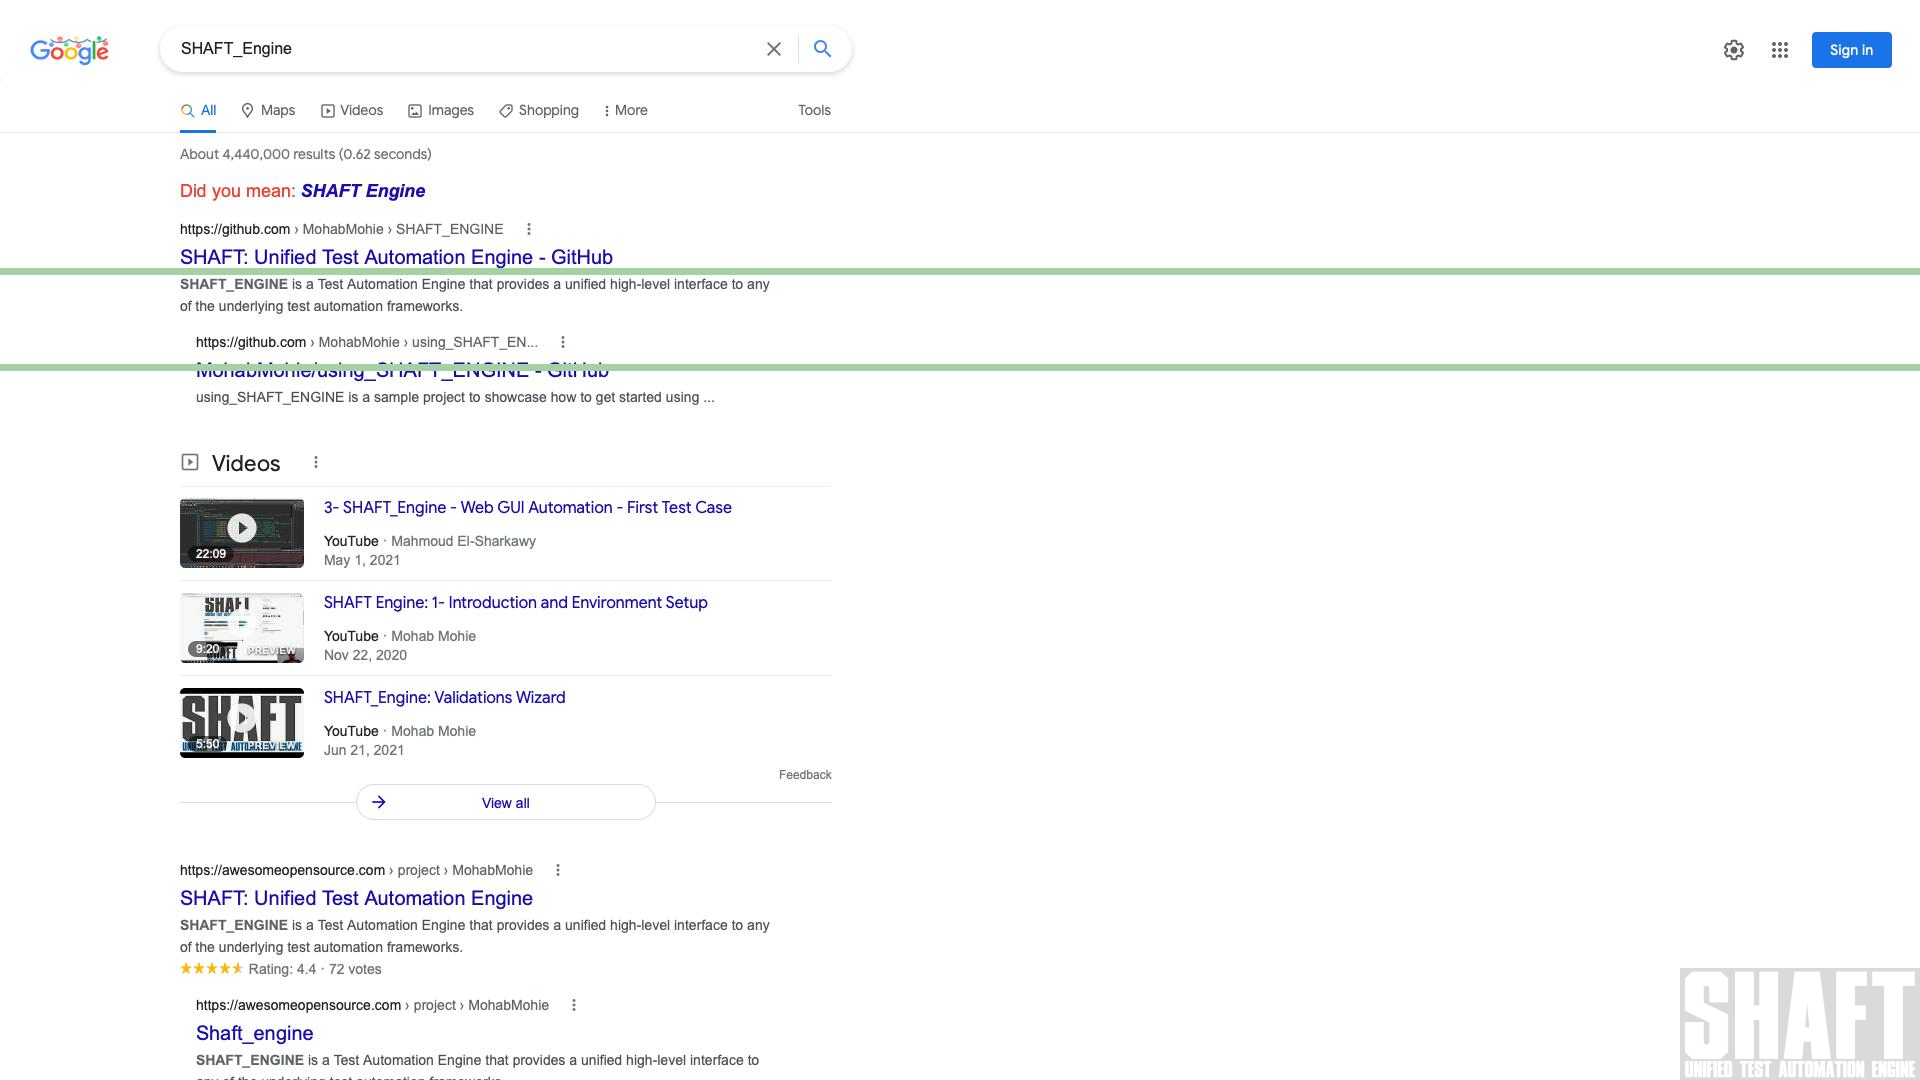 Google
SHAFT_Engine
Sign in
All
Maps
Videos
Images
Shopping
More
Tools
About 4,440,000 results (0.62 seconds)
Did you mean: SHAFT Engine
https://github.com › MohabMohie › SHAFT_ENGINE
SHAFT: Unified Test Automation Engine - GitHub
SHAFT_ENGINE is a Test Automation Engine that provides a unified high-level interface to any
of the underlying test automation frameworks.
https://github.com › MohabMohie › using_SHAFT_EN...
MohabMohie/using_SHAFT_ENGINE - GitHub
using_SHAFT_ENGINE is a sample project to showcase how to get started using ...
Videos
3- SHAFT_Engine - Web GUI Automation - First Test Case
YouTube · Mahmoud El-Sharkawy
22:09
May 1, 2021
SHAFT Engine: 1- Introduction and Environment Setup
YouTube · Mohab Mohie
9:20 PREVIEW
Nov 22, 2020
SHAFT_Engine: Validations Wizard
SHAFT
YouTube · Mohab Mohie
5:50 PREVIEW
Jun 21, 2021
Feedback
View all
https://awesomeopensource.com › project › MohabMohie
SHAFT: Unified Test Automation Engine
SHAFT_ENGINE is a Test Automation Engine that provides a unified high-level interface to any
of the underlying test automation frameworks.
Rating: 4.4 · 72 votes
https://awesomeopensource.com › project › MohabMohie
Shaft_engine
SHAFT_ENGINE is a Test Automation Engine that provides a unified high-level interface to
any of the underlying test automation frameworks.
SHAFT
UNIFIED TEST AUTOMATION ENGINE